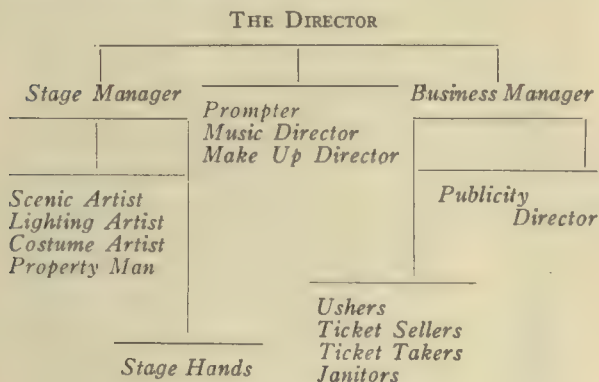 THE DIRECTOR
Stage Manager
Prompter
Music Director
Make Up Director
Business Manager
Scenic Artist
Lighting Artist
Costume Artist
Property Man
Publicity
Director
Stage Hands
Ushers
Ticket Sellers
Ticket Takers
Janitors